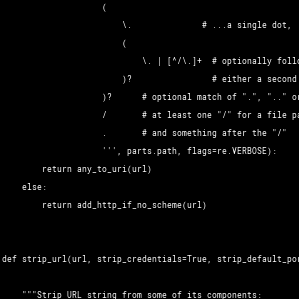 (
\.              # ...a single dot,
(
\. | [^/\.]+  # optionally follo
)?                # either a second
)?      # optional match of ".", ".." or
/       # at least one "/" for a file pa
.       # and something after the "/"
''', parts.path, flags=re.VERBOSE):
return any_to_uri(url)
else:
return add_http_if_no_scheme(url)
def strip_url(url, strip_credentials=True, strip_default_por
"""Strip URL string from some of its components: